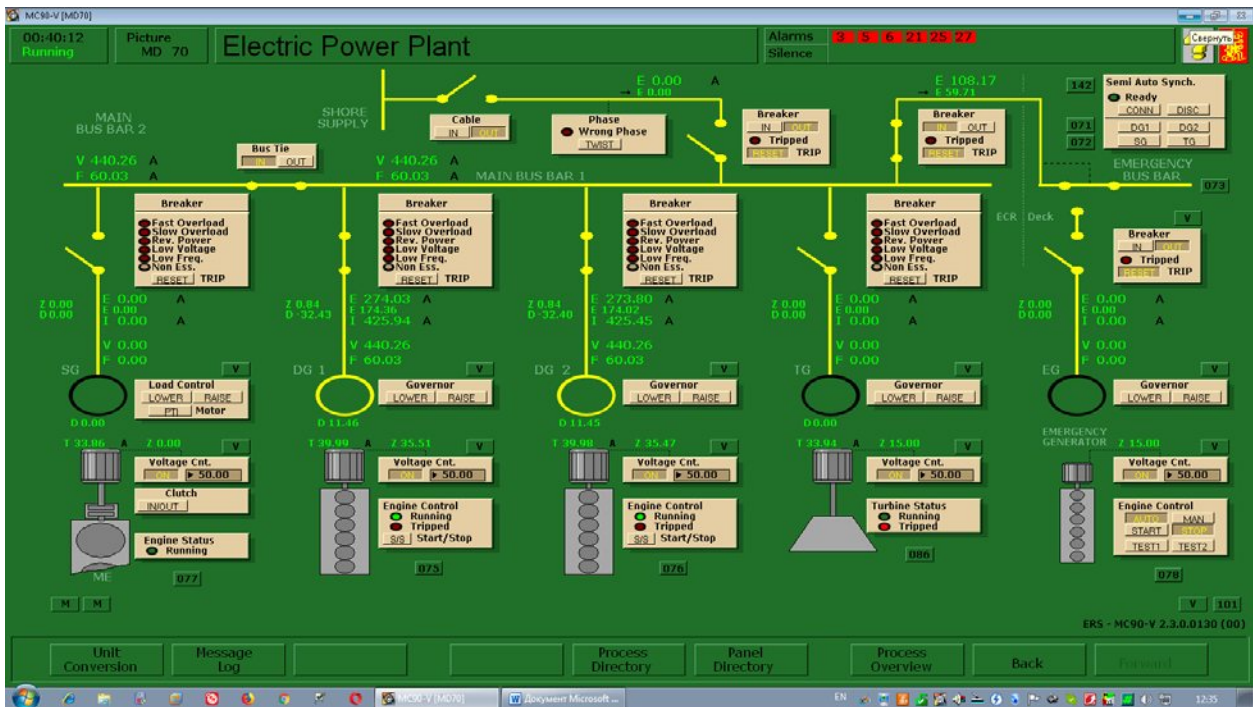 MC90-V [MD70]
00:40:12
Running
Picture
MD 70
Electric Power Plant
Alarms 3 5 6 21 25 27
Silence
Свернуть
MAIN
BUS BAR 2
SHORE
SUPPLY
Cable
IN OUT
E 0.00 A
→ E 0.00
Phase
Wrong Phase
TWIST
Breaker
IN OUT
Tripped
RESET TRIP
E 108.17
→ E 59.71
Breaker
IN OUT
Tripped
RESET TRIP
142
071
072
Semi Auto Synch.
Ready
CONN DISC
DG1 DG2
SG TG
Bus Tie
IN OUT
V 440.26 A
F 60.03 A
V 440.26 A
F 60.03 A
MAIN BUS BAR 1
EMERGENCY
BUS BAR
073
ECR Deck
Breaker
Fast Overload
Slow Overload
Rev. Power
Low Voltage
Low Freq.
Non Ess.
RESET TRIP
Breaker
Fast Overload
Slow Overload
Rev. Power
Low Voltage
Low Freq.
Non Ess.
RESET TRIP
Breaker
Fast Overload
Slow Overload
Rev. Power
Low Voltage
Low Freq.
Non Ess.
RESET TRIP
Breaker
Fast Overload
Slow Overload
Rev. Power
Low Voltage
Low Freq.
Non Ess.
RESET TRIP
V
Breaker
IN OUT
Tripped
RESET TRIP
Z 0.00
D 0.00
E 0.00 A
E 0.00
I 0.00 A
V 0.00
F 0.00
Z 0.84
D -32.43
E 274.03 A
E 174.36
I 425.94 A
V 440.26
F 60.03
Z 0.84
D -32.40
E 273.80 A
E 174.02
I 425.45 A
V 440.26
F 60.03
Z 0.00
D 0.00
E 0.00 A
E 0.00
I 0.00 A
V 0.00
F 0.00
Z 0.00
D 0.00
E 0.00 A
E 0.00
I 0.00 A
V 0.00
F 0.00
SG
V
Load Control
LOWER RAISE
PTI Motor
D 0.00
DG 1
V
Governor
LOWER RAISE
D 11.46
DG 2
V
Governor
LOWER RAISE
D 11.45
TG
V
Governor
LOWER RAISE
D 0.00
EG
V
Governor
LOWER RAISE
T 33.86 A Z 0.00 V
Voltage Cnt.
ON 50.00
Clutch
IN/OUT
Engine Status
Running
ME
077
T 39.99 A Z 35.51 V
Voltage Cnt.
ON 50.00
Engine Control
Running
Tripped
S/S Start/Stop
075
T 39.98 A Z 35.47 V
Voltage Cnt.
ON 50.00
Engine Control
Running
Tripped
S/S Start/Stop
076
T 33.94 A Z 15.00 V
Voltage Cnt.
ON 50.00
Turbine Status
Running
Tripped
086
EMERGENCY
GENERATOR Z 15.00 V
Voltage Cnt.
ON 50.00
Engine Control
AUTO MAN
START STOP
TEST1 TEST2
078
M M
V 101
ERS - MC90-V 2.3.0.0130 (00)
Unit
Conversion
Message
Log
Process
Directory
Panel
Directory
Process
Overview
Back
Forward
MC90-V [MD70]
Документ Microsoft ...
EN
12:35